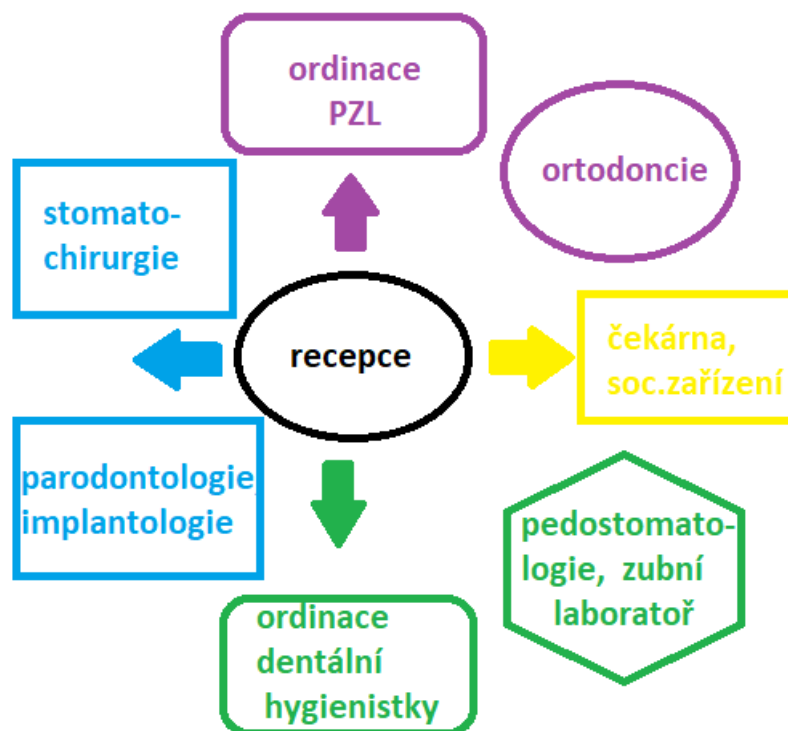 ordinace
PZL
ortodoncie
stomato-
chirurgie
recepce
čekárna,
soc.zařízení
parodontologie,
implantologie
pedostomato-
logie, zubní
laboratoř
ordinace
dentální
hygienistky